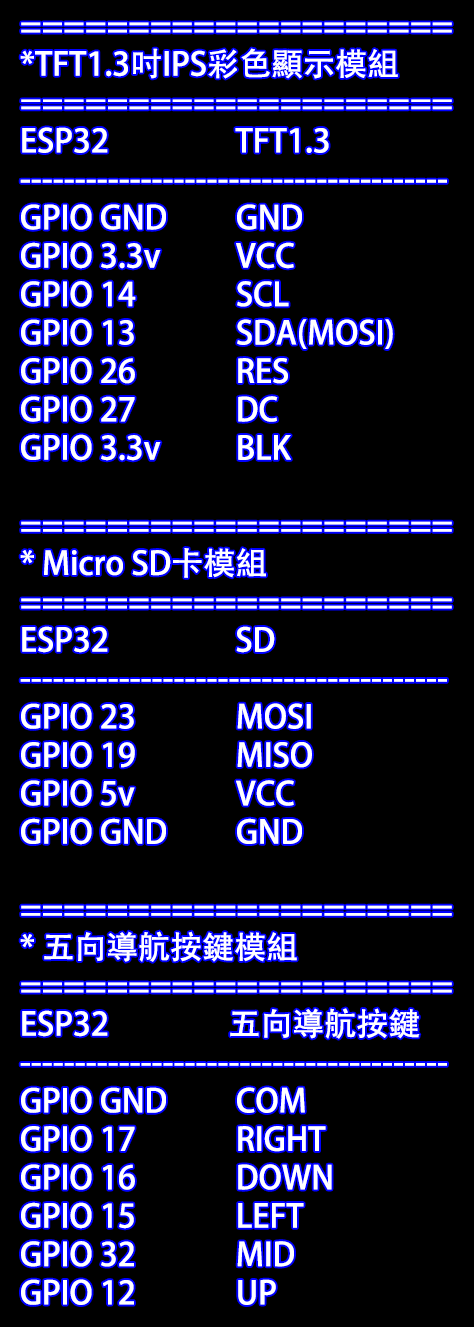 ======================
*TFT1.3吋IPS彩色顯示模組
======================
ESP32 TFT1.3
---------------------------------------
GPIO GND GND
GPIO 3.3v VCC
GPIO 14 SCL
GPIO 13 SDA(MOSI)
GPIO 26 RES
GPIO 27 DC
GPIO 3.3v BLK
======================
* Micro SD卡模組
======================
ESP32 SD
---------------------------------------
GPIO 23 MOSI
GPIO 19 MISO
GPIO 5v VCC
GPIO GND GND
======================
* 五向導航按鍵模組
======================
ESP32 五向導航按鍵
---------------------------------------
GPIO GND COM
GPIO 17 RIGHT
GPIO 16 DOWN
GPIO 15 LEFT
GPIO 32 MID
GPIO 12 UP